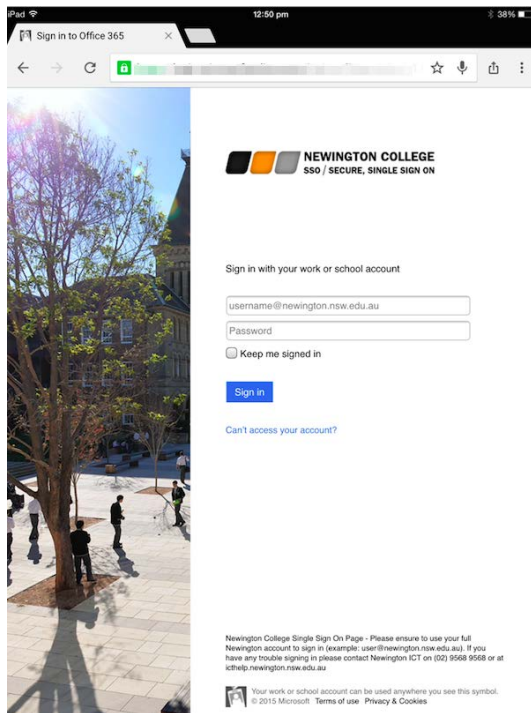 iPad 12:50 pm 38%
Sign in to Office 365
NEWINGTON COLLEGE
SSO / SECURE, SINGLE SIGN ON
Sign in with your work or school account
username@newington.nsw.edu.au
Password
Keep me signed in
Sign in
Can't access your account?
Newington College Single Sign On Page - Please ensure to use your full
Newington account to sign in (example: user@newington.nsw.edu.au). If you
have any trouble signing in please contact Newington ICT on (02) 9568 9568 or at
icthelp.newington.nsw.edu.au
Your work or school account can be used anywhere you see this symbol.
© 2015 Microsoft Terms of use Privacy & Cookies